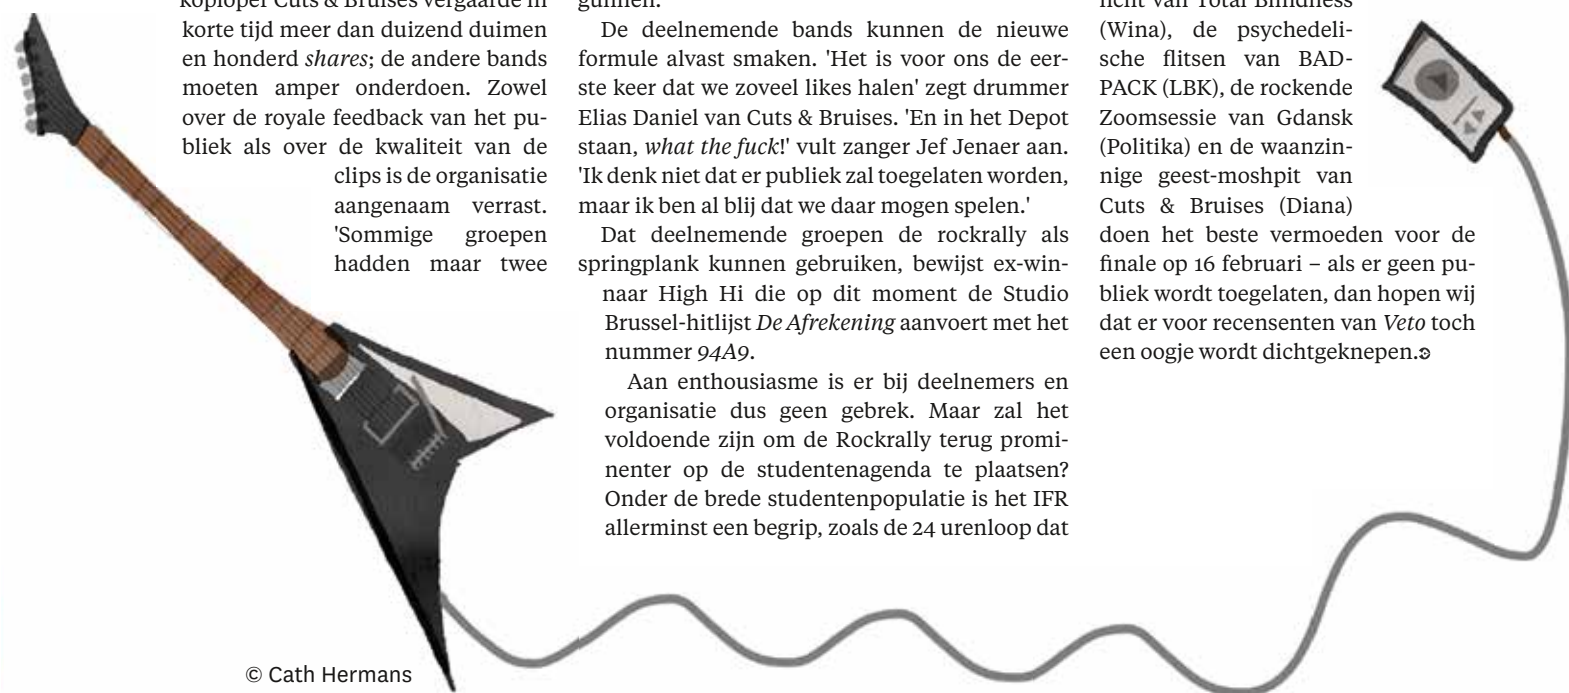 koploper Cuts & Bruises vergaarde in
korte tijd meer dan duizend duimen
en honderd shares; de andere bands
moeten amper onderdoen. Zowel
over de royale feedback van het pu-
bliek als over de kwaliteit van de
clips is de organisatie
aangenaam verrast.
'Sommige groepen
hadden maar twee
gunnen.
De deelnemende bands kunnen de nieuwe
formule alvast smaken. 'Het is voor ons de eer-
ste keer dat we zoveel likes halen' zegt drummer
Elias Daniel van Cuts & Bruises. 'En in het Depot
staan, what the fuck!' vult zanger Jef Jenaer aan.
'Ik denk niet dat er publiek zal toegelaten worden,
maar ik ben al blij dat we daar mogen spelen.'
Dat deelnemende groepen de rockrally als
springplank kunnen gebruiken, bewijst ex-win-
naar High Hi die op dit moment de Studio
Brussel-hitlijst De Afrekening aanvoert met het
nummer 94A9.
Aan enthousiasme is er bij deelnemers en
organisatie dus geen gebrek. Maar zal het
voldoende zijn om de Rockrally terug promi-
nenter op de studentenagenda te plaatsen?
Onder de brede studentenpopulatie is het IFR
allerminst een begrip, zoals de 24 urenloop dat
licht van Total Blindness
(Wina), de psychedeli-
sche flitsen van BAD-
PACK (LBK), de rockende
Zoomsessie van Gdansk
(Politika) en de waanzin-
nige geest-moshpit van
Cuts & Bruises (Diana)
doen het beste vermoeden voor de
finale op 16 februari – als er geen pu-
bliek wordt toegelaten, dan hopen wij
dat er voor recensenten van Veto toch
een oogje wordt dichtgeknepen.
© Cath Hermans